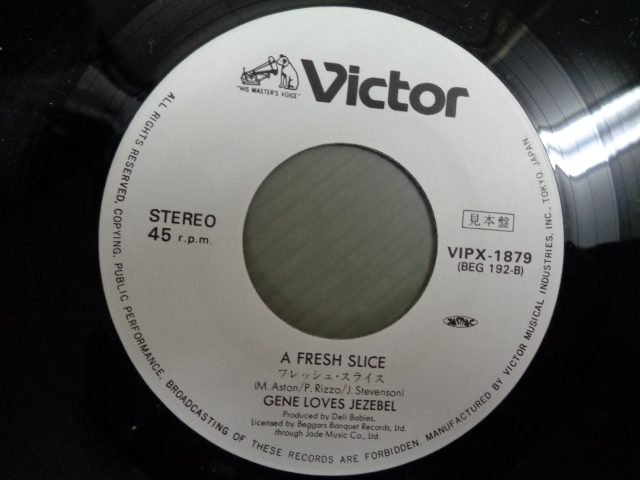 "HIS MASTER'S VOICE"
Victor
STEREO
45 r.p.m.
見本盤
VIPX-1879
(BEG 192-B)
JASRAC
A FRESH SLICE
フレッシュ・スライス
(M. Aston/P. Rizzo/J. Stevenson)
GENE LOVES JEZEBEL
Produced by Deli Babies,
Licensed by Beggars Banquet Records, Ltd.
through Jade Music Co., Ltd.
ALL RIGHTS RESERVED. COPYING. PUBLIC PERFORMANCE. BROADCASTING OF THESE RECORDS ARE FORBIDDEN. MANUFACTURED BY VICTOR MUSICAL INDUSTRIES, INC., TOKYO, JAPAN.